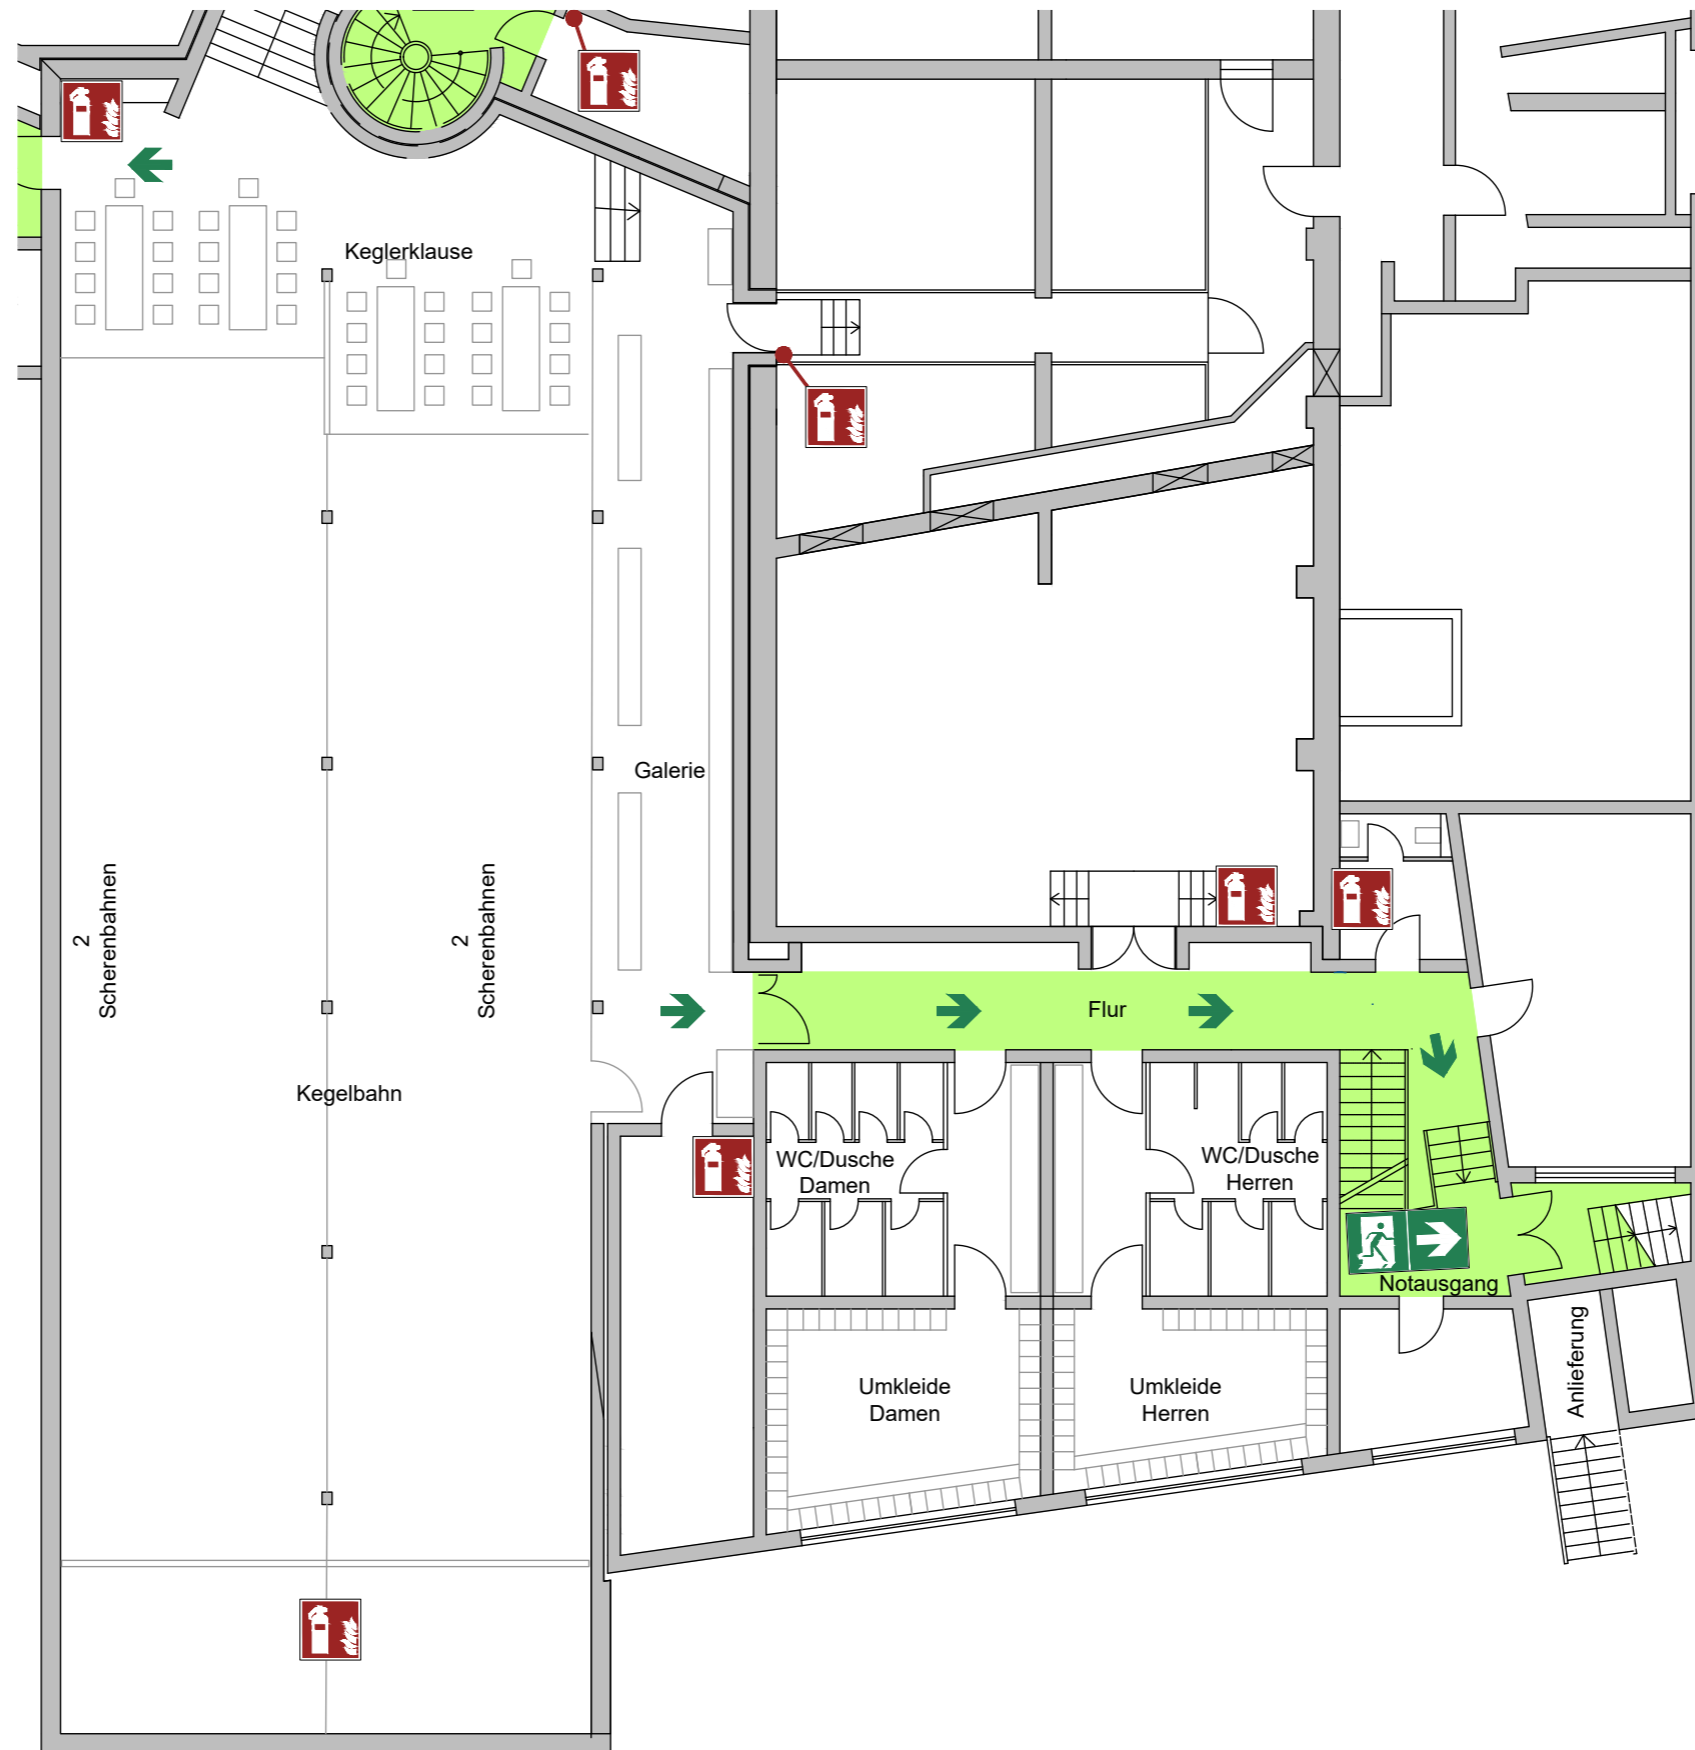 Keglerklause
Galerie
2
Scherenbahnen
2
Scherenbahnen
Flur
Kegelbahn
WC/Dusche
Damen
WC/Dusche
Herren
Notausgang
Anlieferung
Umkleide
Damen
Umkleide
Herren